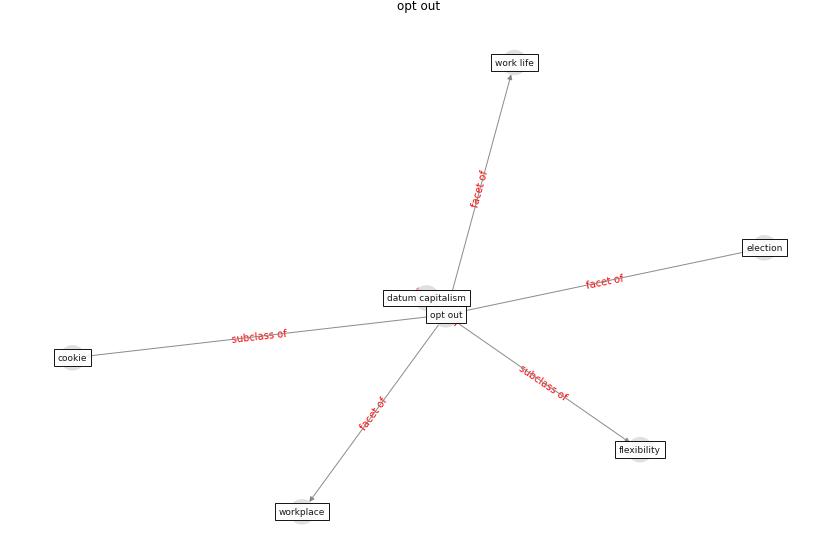 opt out
work life
facet of
election
facet of
datum capitalism
opt out
subclass of
cookie
subclass of
facet of
flexibility
workplace